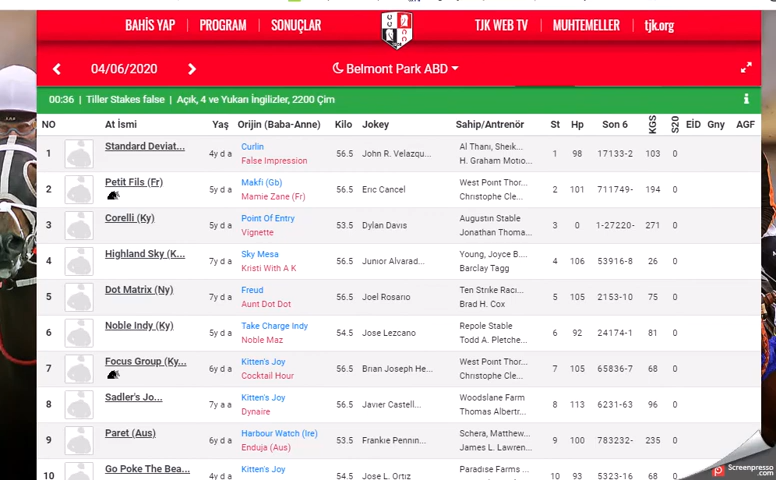 BAHİS YAP PROGRAM SONUÇLAR TJK WEB TV MUHTEMELLER tjk.org
04/06/2020 Belmont Park ABD
00:36 | Tiller Stakes false | Açık, 4 ve Yukarı İngilizler, 2200 Çim
NO At İsmi Yaş Orijin (Baba-Anne) Kilo Jokey Sahip/Antrenör St Hp Son 6 KGS S20 EİD Gny AGF
1 Standard Deviat... 4y d a Curlin 56.5 John R. Velazqu... Al Thani, Sheik... 1 98 17133-2 103 0
False Impression H. Graham Motio...
2 Petit Fils (Fr) 5y d a Makfi (Gb) 56.5 Eric Cancel West Point Thor... 2 101 711749- 194 0
Mamie Zane (Fr) Christophe Cle...
3 Corelli (Ky) 5y d a Point Of Entry 53.5 Dylan Davis Augustin Stable 3 0 1-27220- 271 0
Vignette Jonathan Thoma...
4 Highland Sky (K... 7y d a Sky Mesa 56.5 Junior Alvarad... Young, Joyce B.... 4 106 53916-8 26 0
Kristi With A K Barclay Tagg
5 Dot Matrix (Ny) 7y d a Freud 56.5 Joel Rosario Ten Strike Raci... 5 105 2153-10 75 0
Aunt Dot Dot Brad H. Cox
6 Noble Indy (Ky) 5y d a Take Charge Indy 54.5 Jose Lezcano Repole Stable 6 92 24174-1 81 0
Noble Maz Todd A. Pletche...
7 Focus Group (Ky... 6y d a Kitten's Joy 56.5 Brian Joseph He... West Point Thor... 7 105 65836-7 68 0
Cocktail Hour Christophe Cle...
8 Sadler's Jo... 7y a a Kitten's Joy 56.5 Javier Castell... Woodslane Farm 8 113 6231-63 96 0
Dynaire Thomas Albertr...
9 Paret (Aus) 6y d a Harbour Watch (Ire) 53.5 Frankie Pennin... Schera, Matthew... 9 100 783232- 235 0
Enduja (Aus) James L. Lawren...
10 Go Poke The Bea... 4y d a Kitten's Joy 54.5 Jose L. Ortiz Paradise Farms ... 10 93 5323-16 68 0
Screenpresso
.com